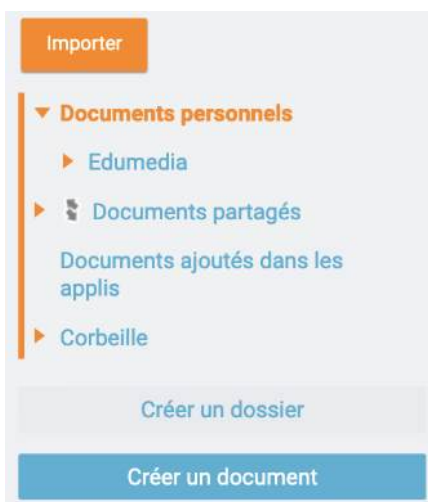 Importer
Documents personnels
Edumedia
Documents partagés
Documents ajoutés dans les
applis
Corbeille
Créer un dossier
Créer un document